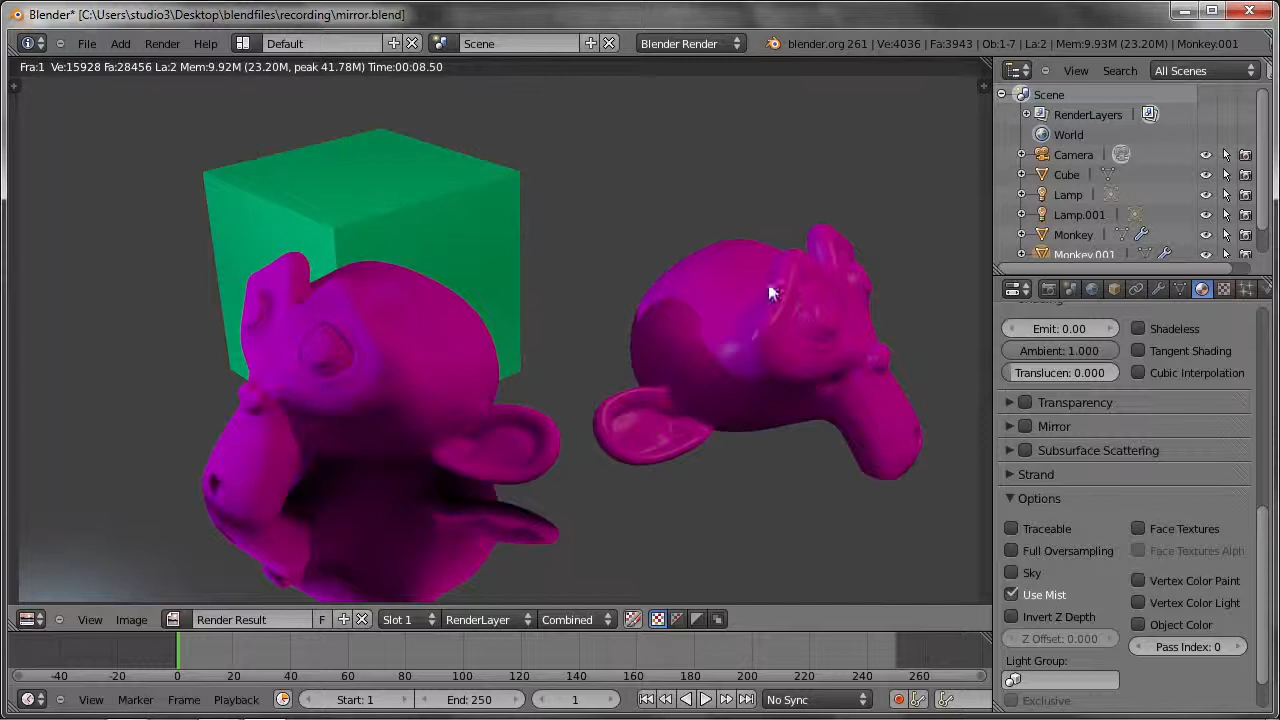 Blender* [C:\Users\studio3\Desktop\blendfiles\recording\mirror.blend]
File Add Render Help Default Scene Blender Render blender.org 261 | Ve:4036 | Fa:3943 | Ob:1-7 | La:2 | Mem:9.93M (23.20M) | Monkey.001
Fra:1 Ve:15928 Fa:28456 La:2 Mem:9.92M (23.20M, peak 41.78M) Time:00:08.50
View Search All Scenes
Scene
RenderLayers
World
Camera
Cube
Lamp
Lamp.001
Monkey
Monkey.001
Emit: 0.00 Shadeless
Ambient: 1.000 Tangent Shading
Translucen: 0.000 Cubic Interpolation
Transparency
Mirror
Subsurface Scattering
Strand
Options
Traceable Face Textures
Full Oversampling Face Textures Alph
Sky Vertex Color Paint
Use Mist Vertex Color Light
Invert Z Depth Object Color
Z Offset: 0.000 Pass Index: 0
Light Group:
Exclusive
View Image Render Result F Slot 1 RenderLayer Combined
-40 -20 0 20 40 60 80 100 120 140 160 180 200 220 240 260
View Marker Frame Playback Start: 1 End: 250 1 No Sync